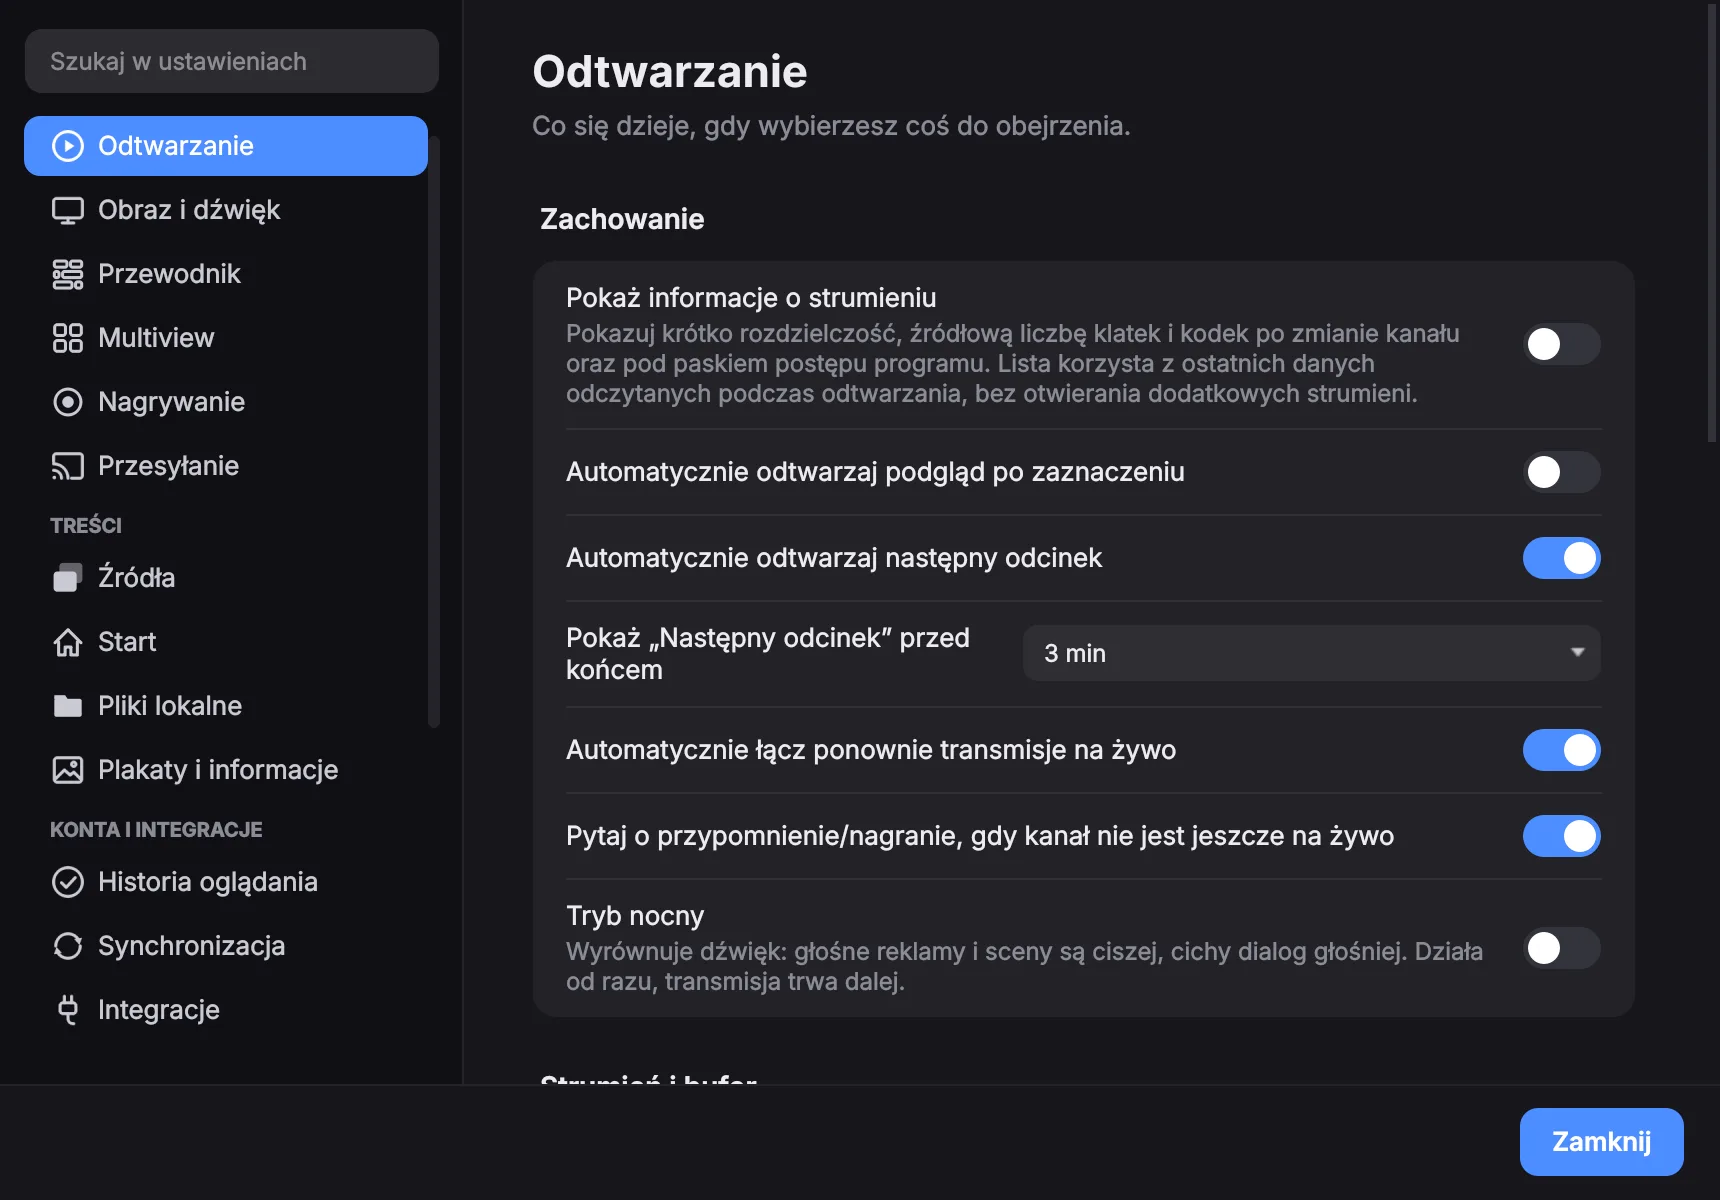 Szukaj w ustawieniach
Odtwarzanie
Obraz i dźwięk
Przewodnik
Multiview
Nagrywanie
Przesyłanie
TREŚCI
Źródła
Start
Pliki lokalne
Plakaty i informacje
KONTA I INTEGRACJE
Historia oglądania
Synchronizacja
Integracje
Odtwarzanie
Co się dzieje, gdy wybierzesz coś do obejrzenia.
Zachowanie
Pokaż informacje o strumieniu
Pokazuj krótko rozdzielczość, źródłową liczbę klatek i kodek po zmianie kanału
oraz pod paskiem postępu programu. Lista korzysta z ostatnich danych
odczytanych podczas odtwarzania, bez otwierania dodatkowych strumieni.
Automatycznie odtwarzaj podgląd po zaznaczeniu
Automatycznie odtwarzaj następny odcinek
Pokaż „Następny odcinek” przed
końcem
3 min
Automatycznie łącz ponownie transmisje na żywo
Pytaj o przypomnienie/nagranie, gdy kanał nie jest jeszcze na żywo
Tryb nocny
Wyrównuje dźwięk: głośne reklamy i sceny są ciszej, cichy dialog głośniej. Działa
od razu, transmisja trwa dalej.
Strumień i bufor
Zamknij